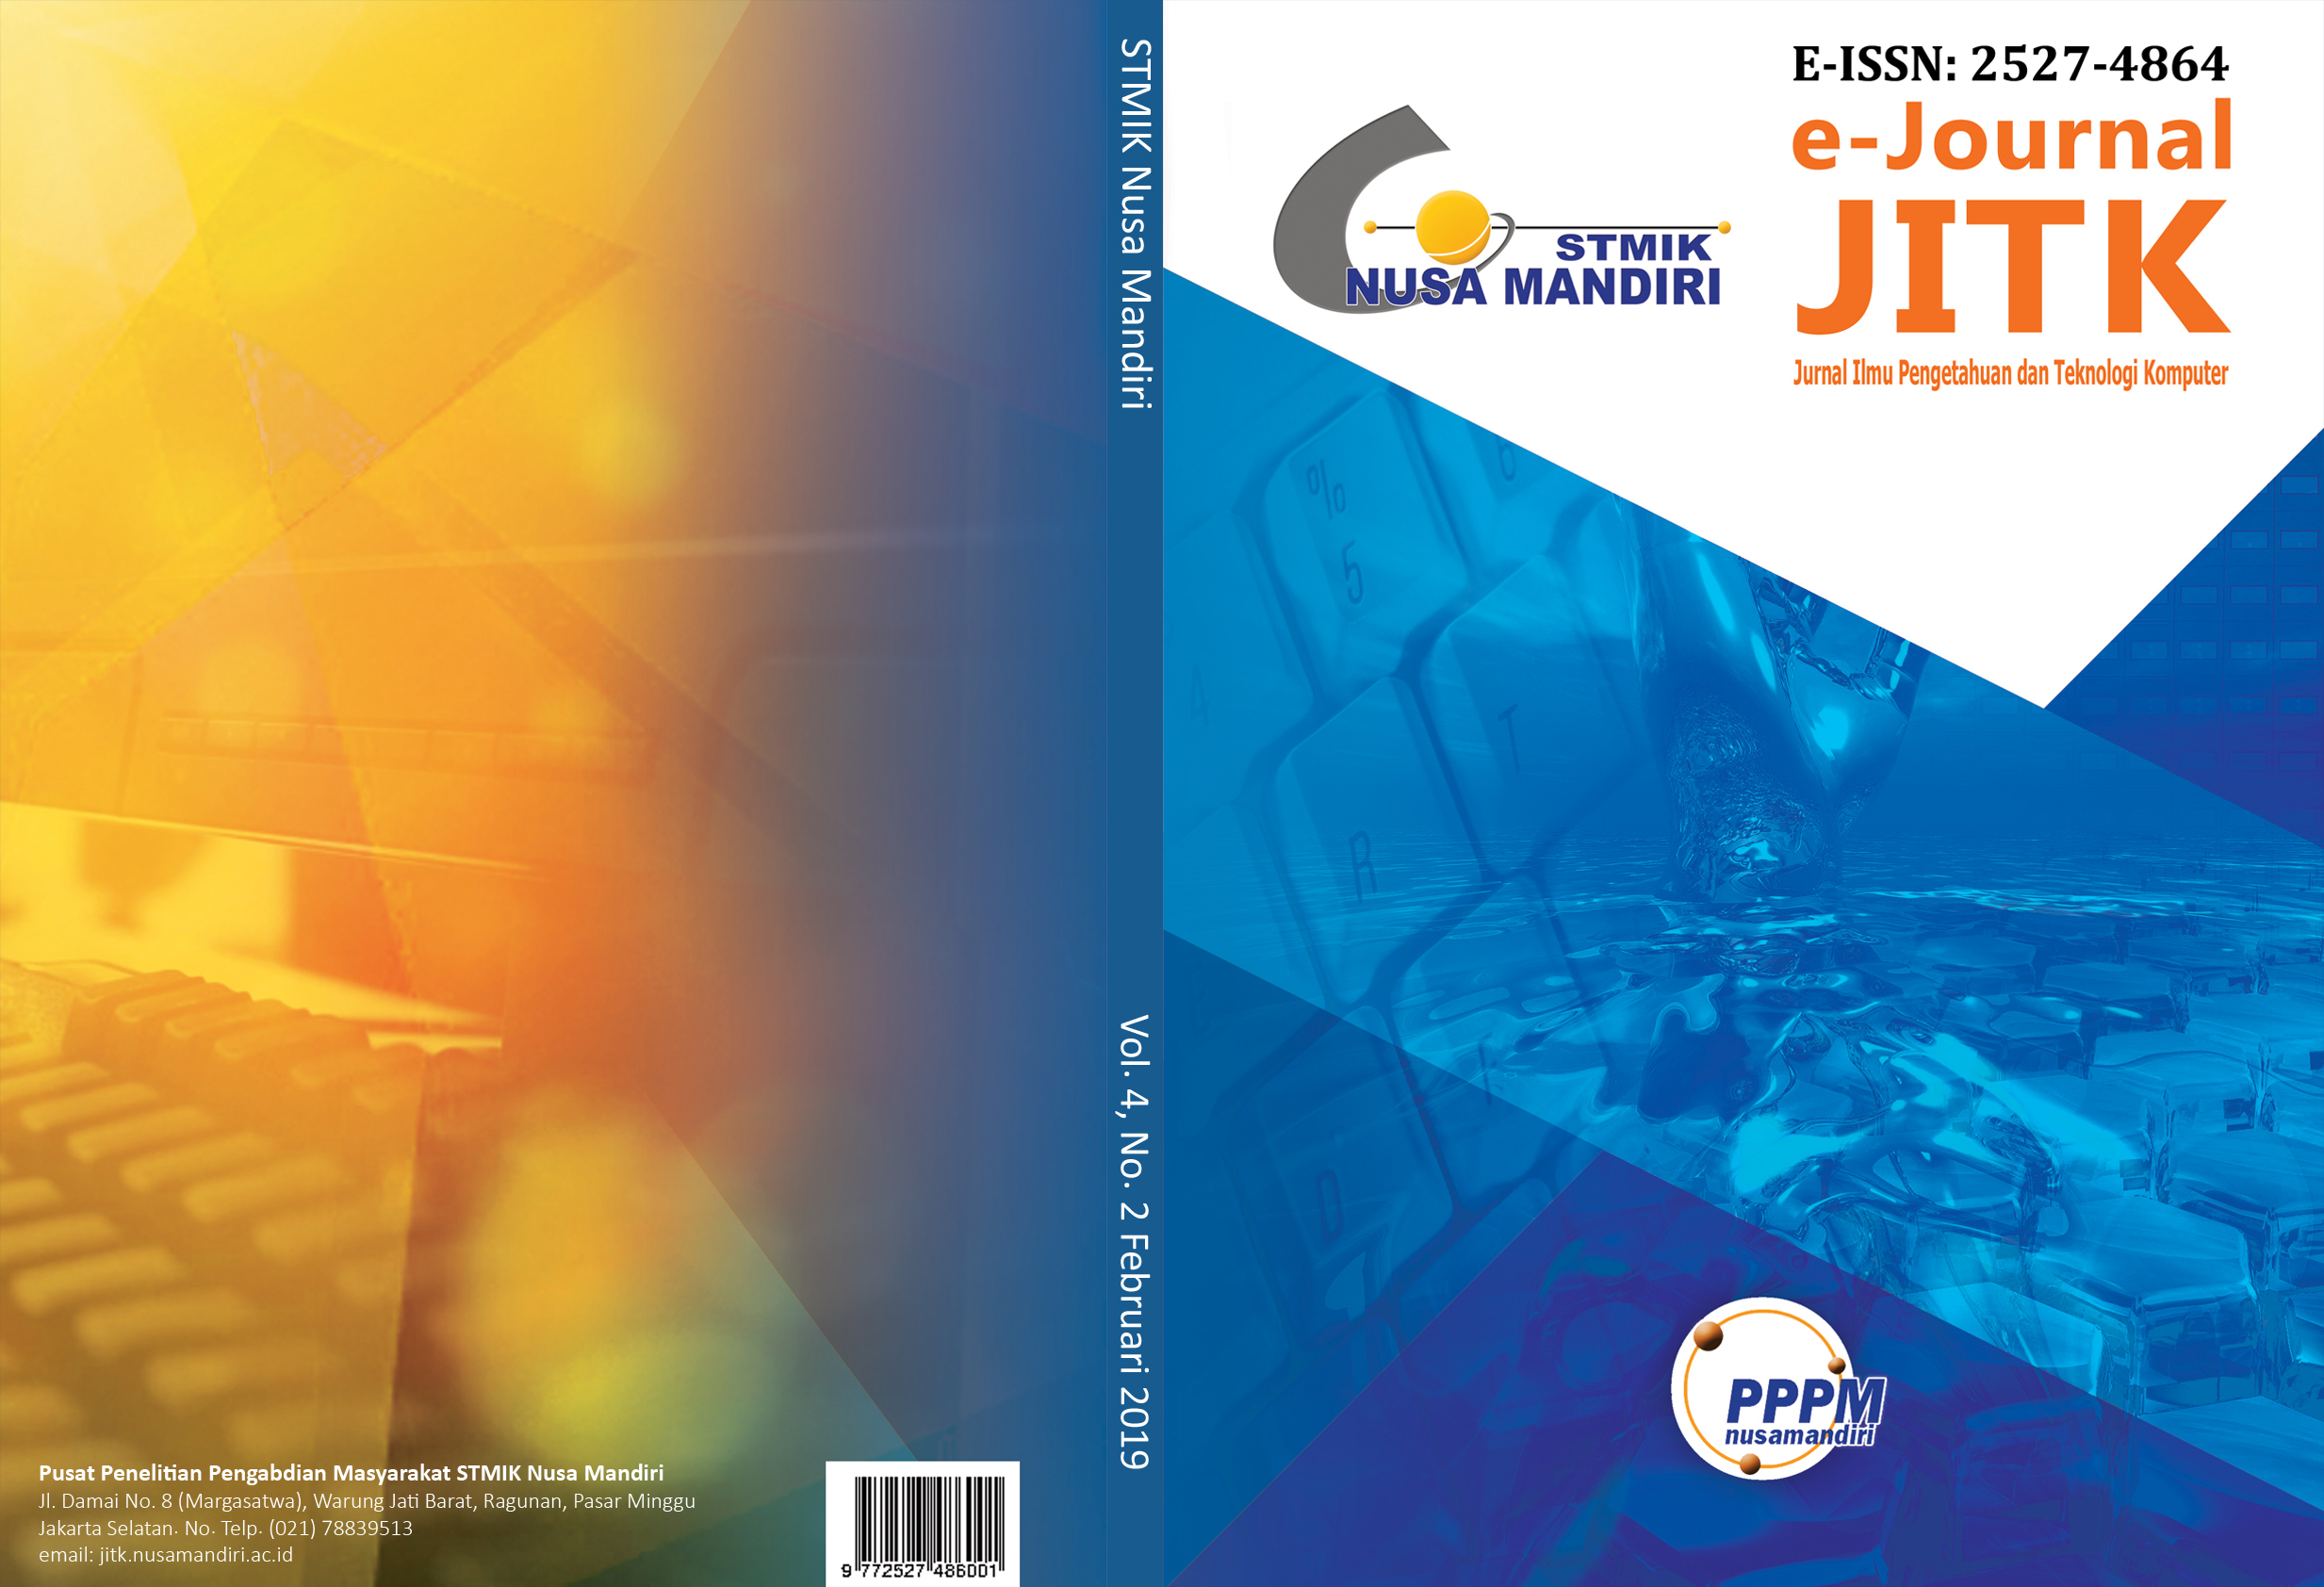 Pusat Penelitian Pengabdian Masyarakat STMIK Nusa Mandiri
Jl. Damai No. 8 (Margasatwa), Warung Jati Barat, Ragunan, Pasar Minggu
Jakarta Selatan. No. Telp. (021) 78839513
email: jitk.nusamandiri.ac.id
9 772527 486001
STMIK Nusa Mandiri
Vol. 4, No. 2 Februari 2019
E-ISSN: 2527-4864
e-Journal
JITK
Jurnal Ilmu Pengetahuan dan Teknologi Komputer
STMIK
NUSA MANDIRI
%
5
6
4
T
R
D
PPPM
nusamandiri